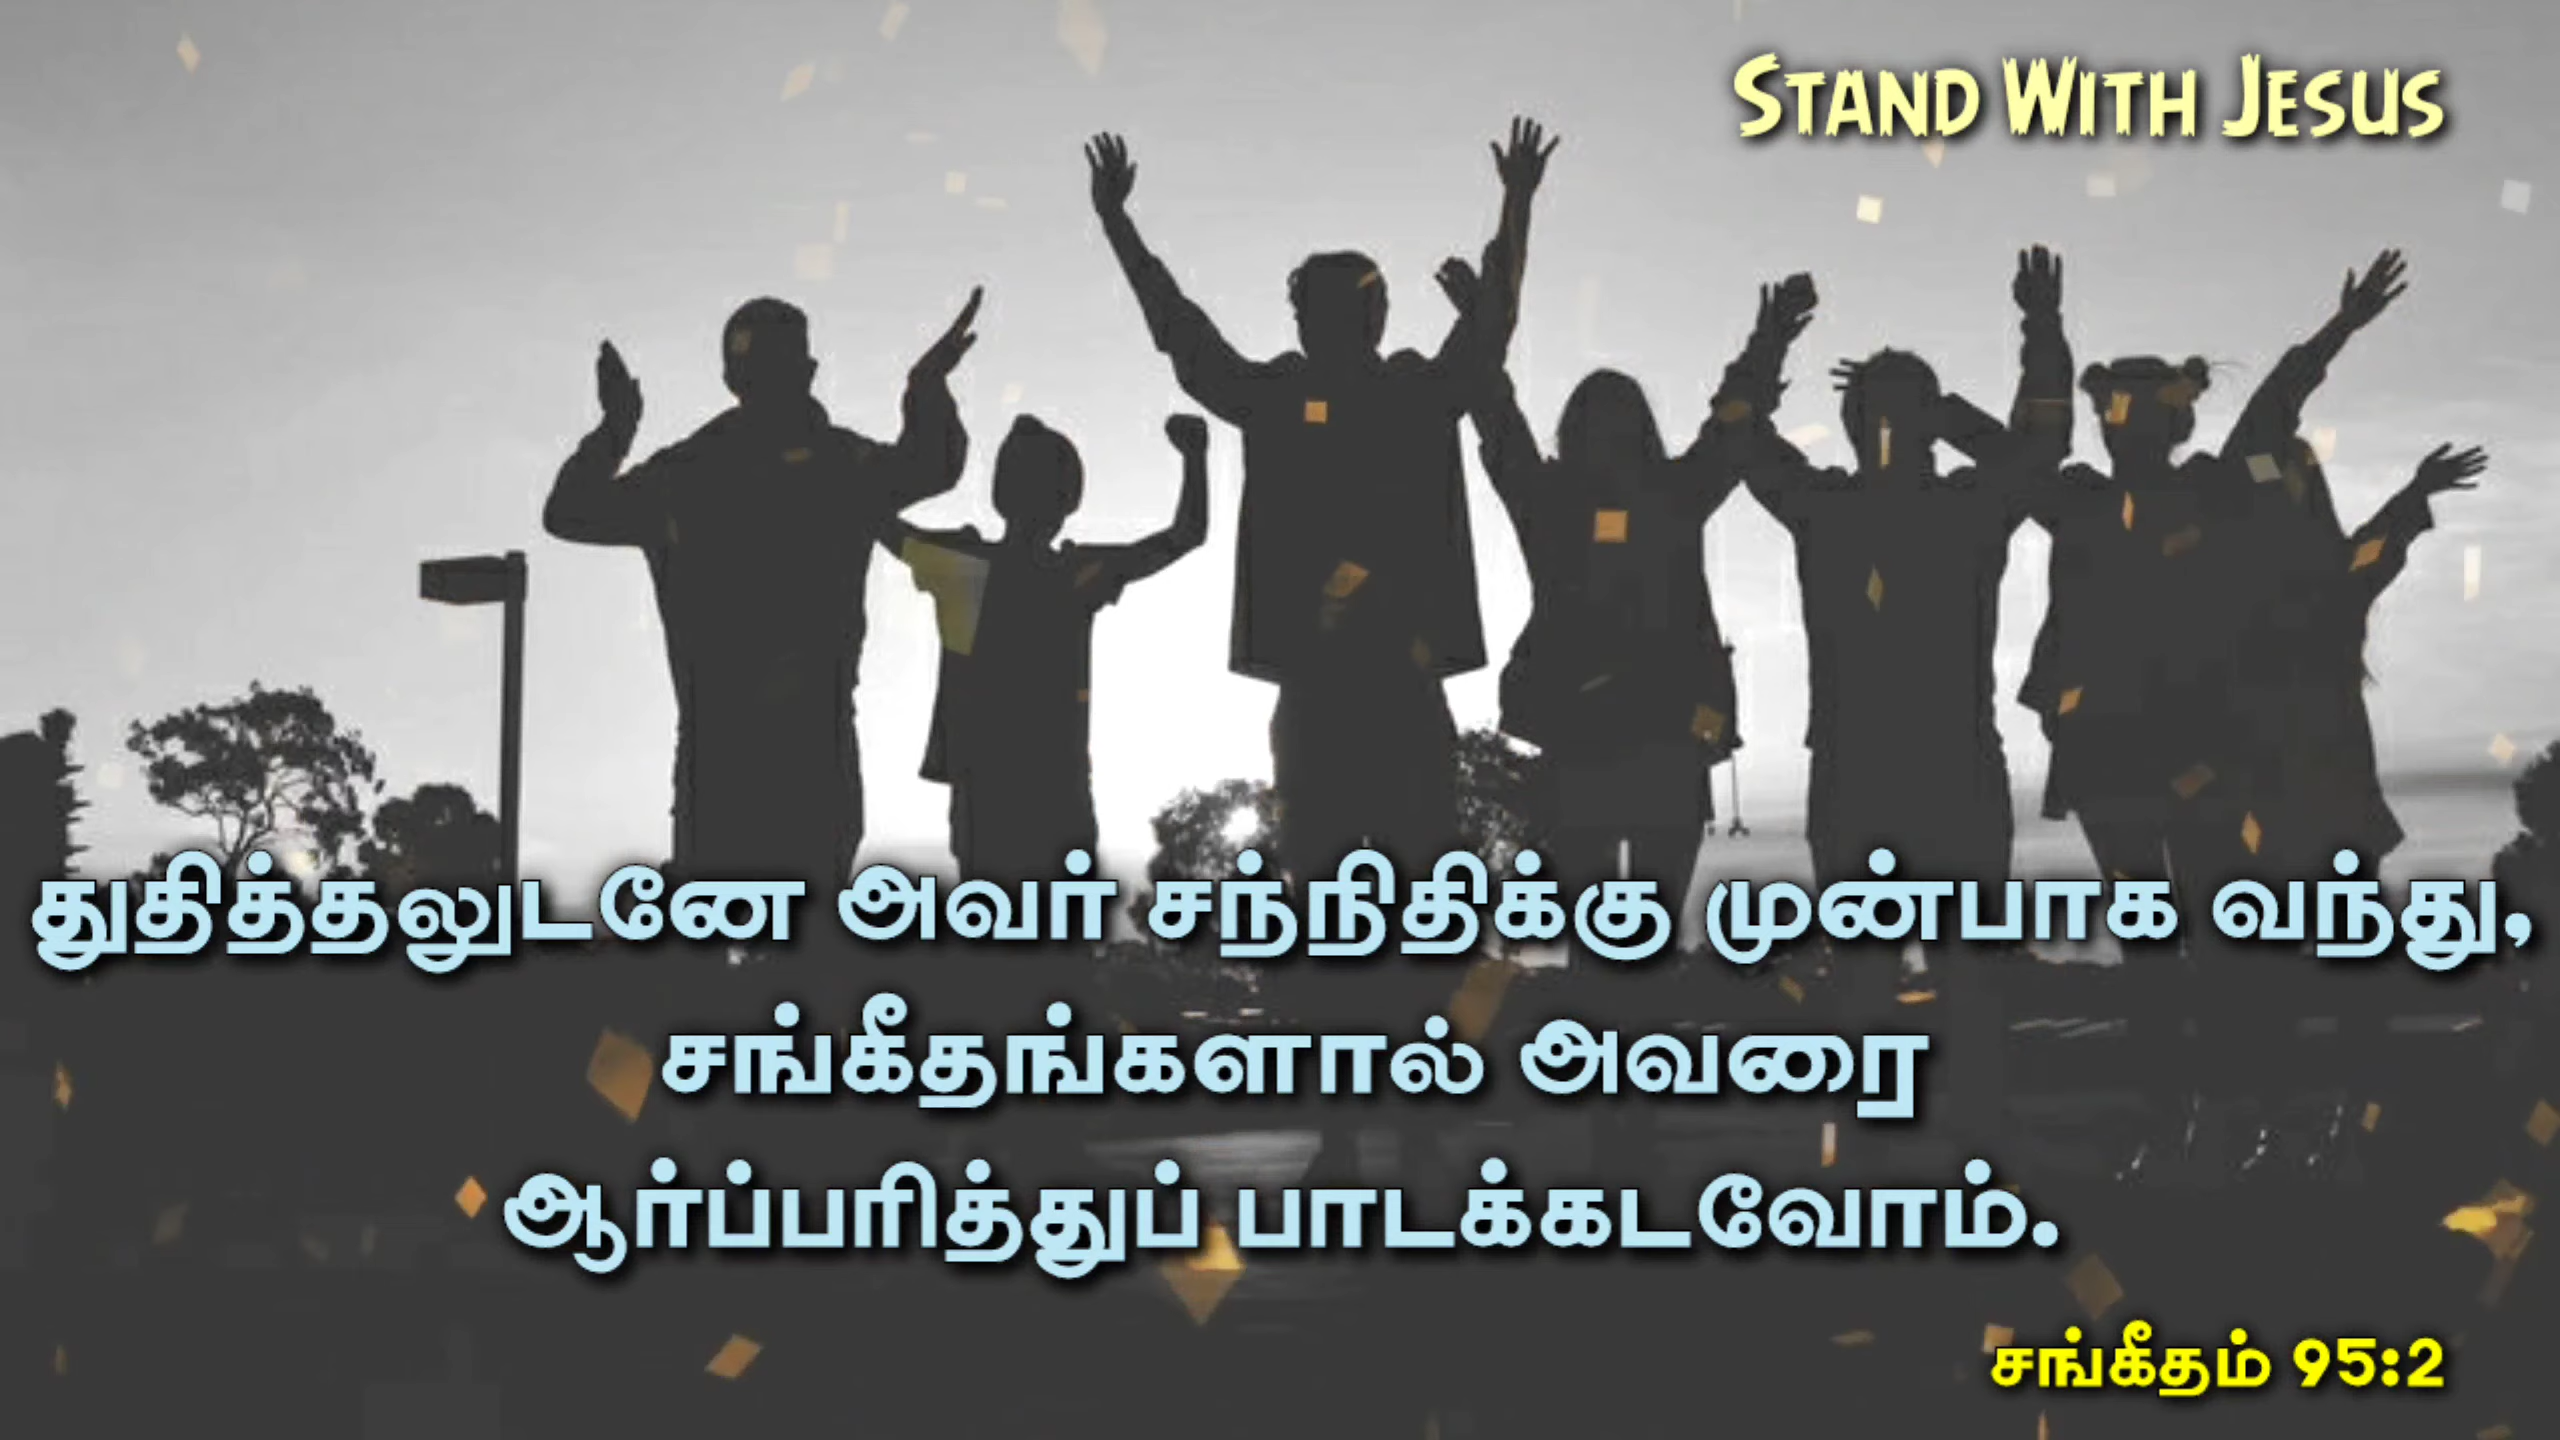 STAND WITH JESUS
துதித்தலுடனே அவர் சந்நிதிக்கு முன்பாக வந்து,
சங்கீதங்களால் அவரை
ஆர்ப்பரித்துப் பாடக்கடவோம்.
சங்கீதம் 95:2